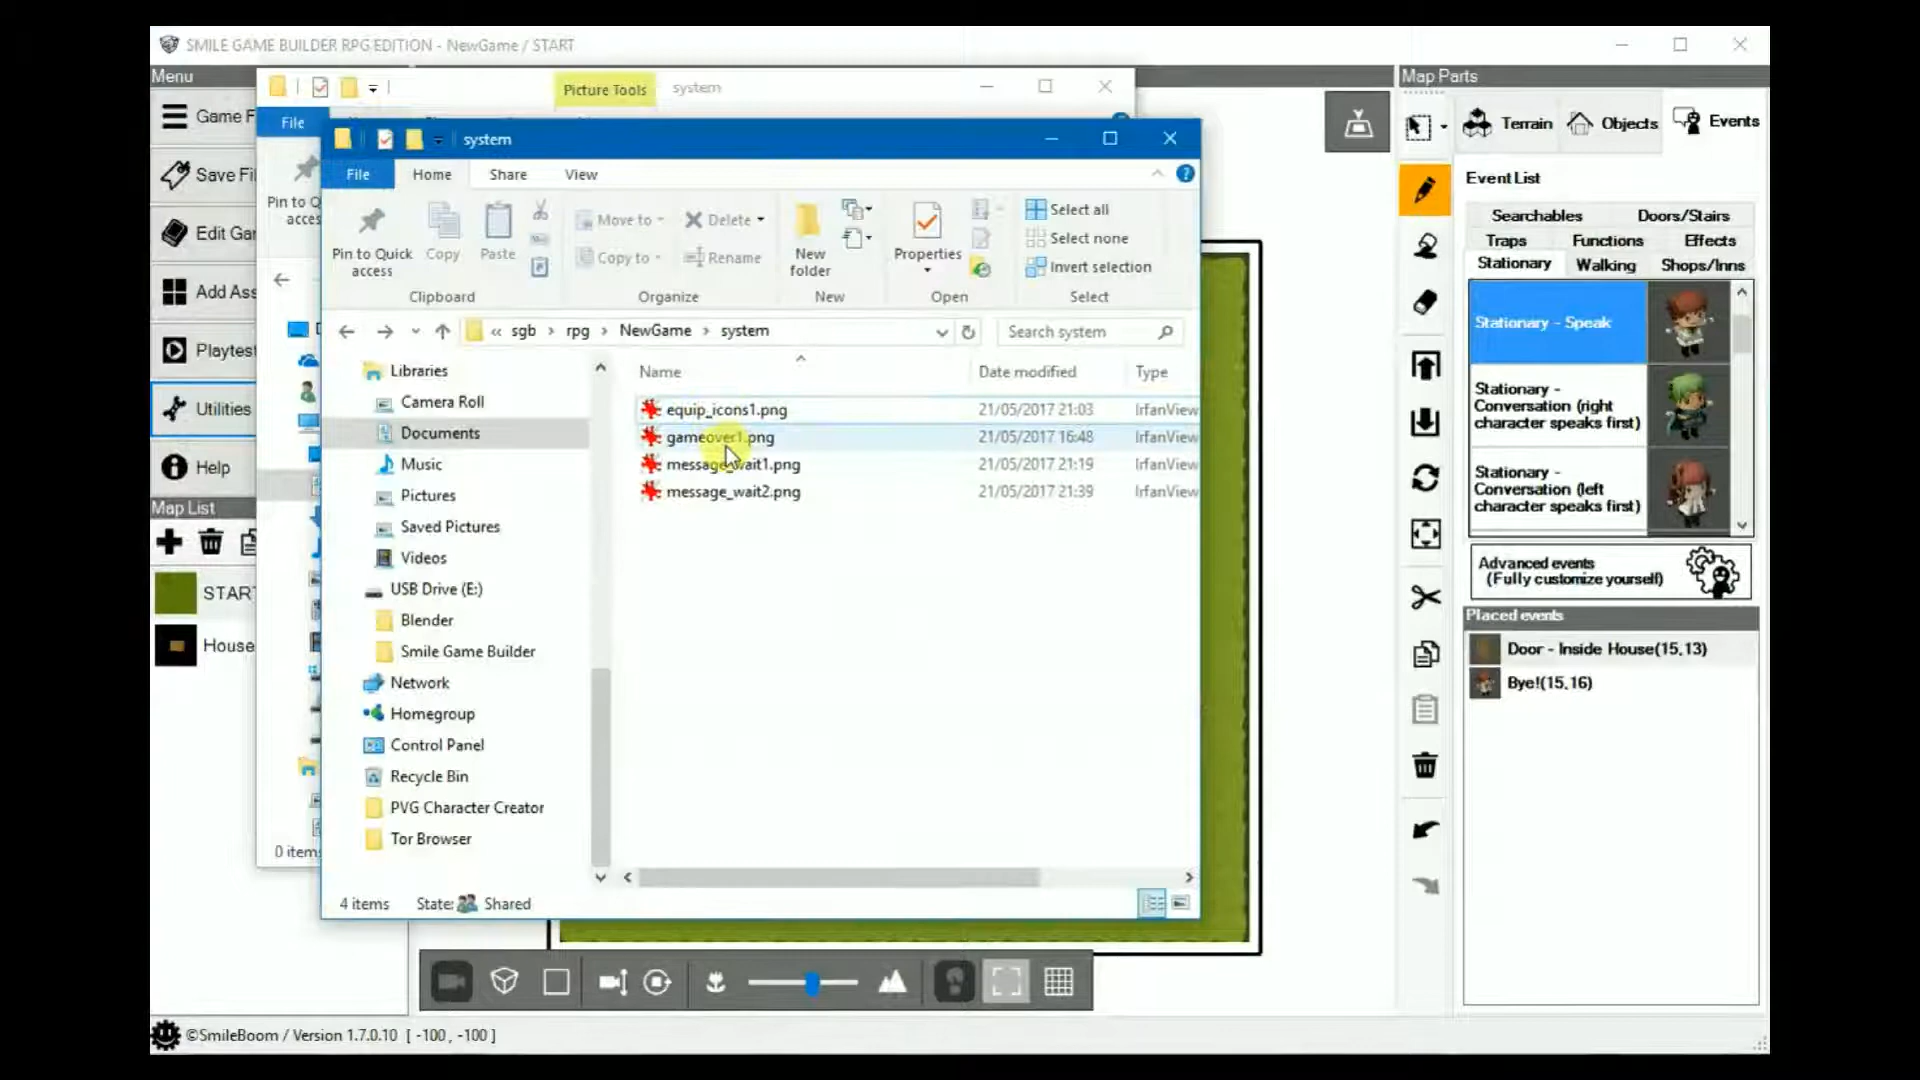 SMILE GAME BUILDER RPG EDITION - NewGame / START
Menu
Save Fi
Add Ass
Playtest
Utilities
Help
Map List
START
House
Picture Tools
system
File
Pin to Q
0 items
system
File
Home
Share
View
Pin to Quick
access
Copy
Paste
Clipboard
Move to
Copy to
Delete
Rename
Organize
New
folder
New
Properties
Open
Select all
Select none
Invert selection
Select
« sgb › rpg › NewGame › system
Search system
Libraries
Camera Roll
Documents
Music
Pictures
Saved Pictures
Videos
USB Drive (E:)
Blender
Smile Game Builder
Network
Homegroup
Control Panel
Recycle Bin
PVG Character Creator
Tor Browser
Name Date modified Type
equip_icons1.png 21/05/2017 21:03 IrfanView
gameover1.png 21/05/2017 16:48 IrfanView
message_wait1.png 21/05/2017 21:19 IrfanView
message_wait2.png 21/05/2017 21:39 IrfanView
4 items State: Shared
Map Parts
Terrain
Objects
Events
Event List
Searchables Doors/Stairs
Traps Functions Effects
Stationary Walking Shops/Inns
Stationary - Speak
Stationary -
Conversation (right
character speaks first)
Stationary -
Conversation (left
character speaks first)
Advanced events
(Fully customize yourself)
Placed events
Door - Inside House(15,13)
Bye!(15,16)
©SmileBoom / Version 1.7.0.10 [ -100 , -100 ]